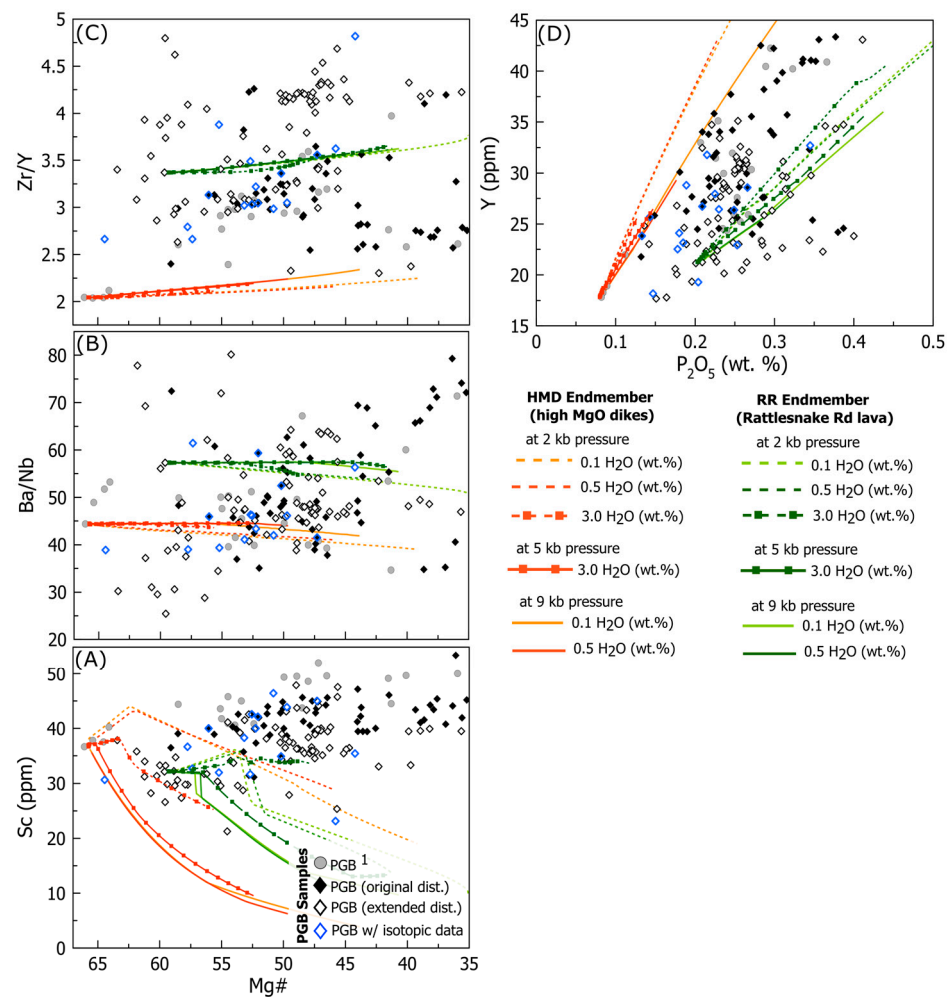 (C)
5
4.5
4
3.5
3
2.5
2
Zr/Y
(B)
80
70
60
50
40
30
20
Ba/Nb
(A)
50
40
30
20
10
0
Sc (ppm)
65 60 55 50 45 40 35
Mg#
PGB Samples
PGB 1
PGB (original dist.)
PGB (extended dist.)
PGB w/ isotopic data
(D)
45
40
35
30
25
20
15
Y (ppm)
0 0.1 0.2 0.3 0.4 0.5
P2O5 (wt. %)
HMD Endmember
(high MgO dikes)
at 2 kb pressure
0.1 H2O (wt.%)
0.5 H2O (wt.%)
3.0 H2O (wt.%)
at 5 kb pressure
3.0 H2O (wt.%)
at 9 kb pressure
0.1 H2O (wt.%)
0.5 H2O (wt.%)
RR Endmember
(Rattlesnake Rd lava)
at 2 kb pressure
0.1 H2O (wt.%)
0.5 H2O (wt.%)
3.0 H2O (wt.%)
at 5 kb pressure
3.0 H2O (wt.%)
at 9 kb pressure
0.1 H2O (wt.%)
0.5 H2O (wt.%)